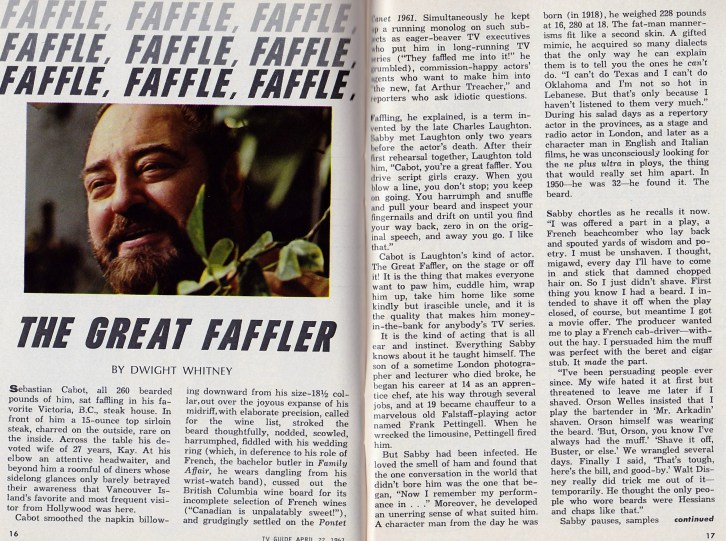 FAFFLE, FAFFLE, FAFFLE,
FAFFLE, FAFFLE, FAFFLE,
FAFFLE, FAFFLE, FAFFLE,
THE GREAT FAFFLER
BY DWIGHT WHITNEY
Sebastian Cabot, all 260 bearded
pounds of him, sat faffling in his fa-
vorite Victoria, B.C., steak house. In
front of him a 15-ounce top sirloin
steak, charred on the outside, rare on
the inside. Across the table his de-
voted wife of 27 years, Kay. At his
elbow an attentive headwaiter, and
beyond him a roomful of diners whose
sidelong glances only barely betrayed
their awareness that Vancouver Is-
land's favorite and most frequent visi-
tor from Hollywood was here.
Cabot smoothed the napkin billow-
ing downward from his size-18½ col-
lar, out over the joyous expanse of his
midriff, with elaborate precision, called
for the wine list, stroked the
beard thoughtfully, nodded, scowled,
harrumphed, fiddled with his wedding
ring (which, in deference to his role of
French, the bachelor butler in Family
Affair, he wears dangling from his
wrist-watch band), cussed out the
British Columbia wine board for its
incomplete selection of French wines
("Canadian is unpalatably sweet!"),
and grudgingly settled on the Pontet
16
TV GUIDE APRIL 22, 1967
Canet 1961. Simultaneously he kept
up a running monolog on such sub-
jects as eager-beaver TV executives
who put him in long-running TV
series ("They faffled me into it!" he
grumbled), commission-happy actors'
agents who want to make him into
"the new, fat Arthur Treacher," and
reporters who ask idiotic questions.
Faffling, he explained, is a term in-
vented by the late Charles Laughton.
Sabby met Laughton only two years
before the actor's death. After their
first rehearsal together, Laughton told
him, "Cabot, you're a great faffler. You
drive script girls crazy. When you
blow a line, you don't stop; you keep
on going. You harrumph and snuffle
and pull your beard and inspect your
fingernails and drift on until you find
your way back, zero in on the orig-
inal speech, and away you go. I like
that."
Cabot is Laughton's kind of actor.
The Great Faffler, on the stage or off
it! It is the thing that makes everyone
want to paw him, cuddle him, wrap
him up, take him home like some
kindly but irascible uncle, and it is
the quality that makes him money-
in-the-bank for anybody's TV series.
It is the kind of acting that is all
ear and instinct. Everything Sabby
knows about it he taught himself. The
son of a sometime London photogra-
pher and lecturer who died broke, he
began his career at 14 as an appren-
tice chef, ate his way through several
jobs, and at 19 became chauffeur to a
marvelous old Falstaff-playing actor
named Frank Pettingell. When he
wrecked the limousine, Pettingell fired
him.
But Sabby had been infected. He
loved the smell of ham and found that
the one conversation in the world that
didn't bore him was the one that be-
gan, "Now I remember my perform-
ance in . . ." Moreover, he developed
an unerring sense of what suited him.
A character man from the day he was
born (in 1918), he weighed 228 pounds
at 16, 280 at 18. The fat-man manner-
isms fit like a second skin. A gifted
mimic, he acquired so many dialects
that the only way he can explain
them is to tell you the ones he can't
do. "I can't do Texas and I can't do
Oklahoma and I'm not so hot in
Lebanese. But that's only because I
haven't listened to them very much."
During his salad days as a repertory
actor in the provinces, as a stage and
radio actor in London, and later as a
character man in English and Italian
films, he was unconsciously looking for
the ne plus ultra in ploys, the thing
that would really set him apart. In
1950—he was 32—he found it. The
beard.
Sabby chortles as he recalls it now.
"I was offered a part in a play, a
French beachcomber who lay back
and spouted yards of wisdom and po-
etry. I must be unshaven. I thought,
migawd, every day I'll have to come
in and stick that damned chopped
hair on. So I just didn't shave. First
thing you know I had a beard. I in-
tended to shave it off when the play
closed, of course, but meantime I got
a movie offer. The producer wanted
me to play a French cab-driver—with-
out the hay. I persuaded him the muff
was perfect with the beret and cigar
stub. It made the part.
"I've been persuading people ever
since. My wife hated it at first but
threatened to leave me later if I
shaved. Orson Welles insisted that I
play the bartender in 'Mr. Arkadin'
shaven. Orson himself was wearing
the beard. 'But, Orson, you know I've
always had the muff.' 'Shave it off,
Buster, or else.' We wrangled several
days. Finally I said, 'That's tough,
here's the bill, and good-by.' Walt Dis-
ney really did trick me out of it—
temporarily. He thought the only peo-
ple who wore beards were Hessians
and chaps like that."
Sabby pauses, samples continued
17